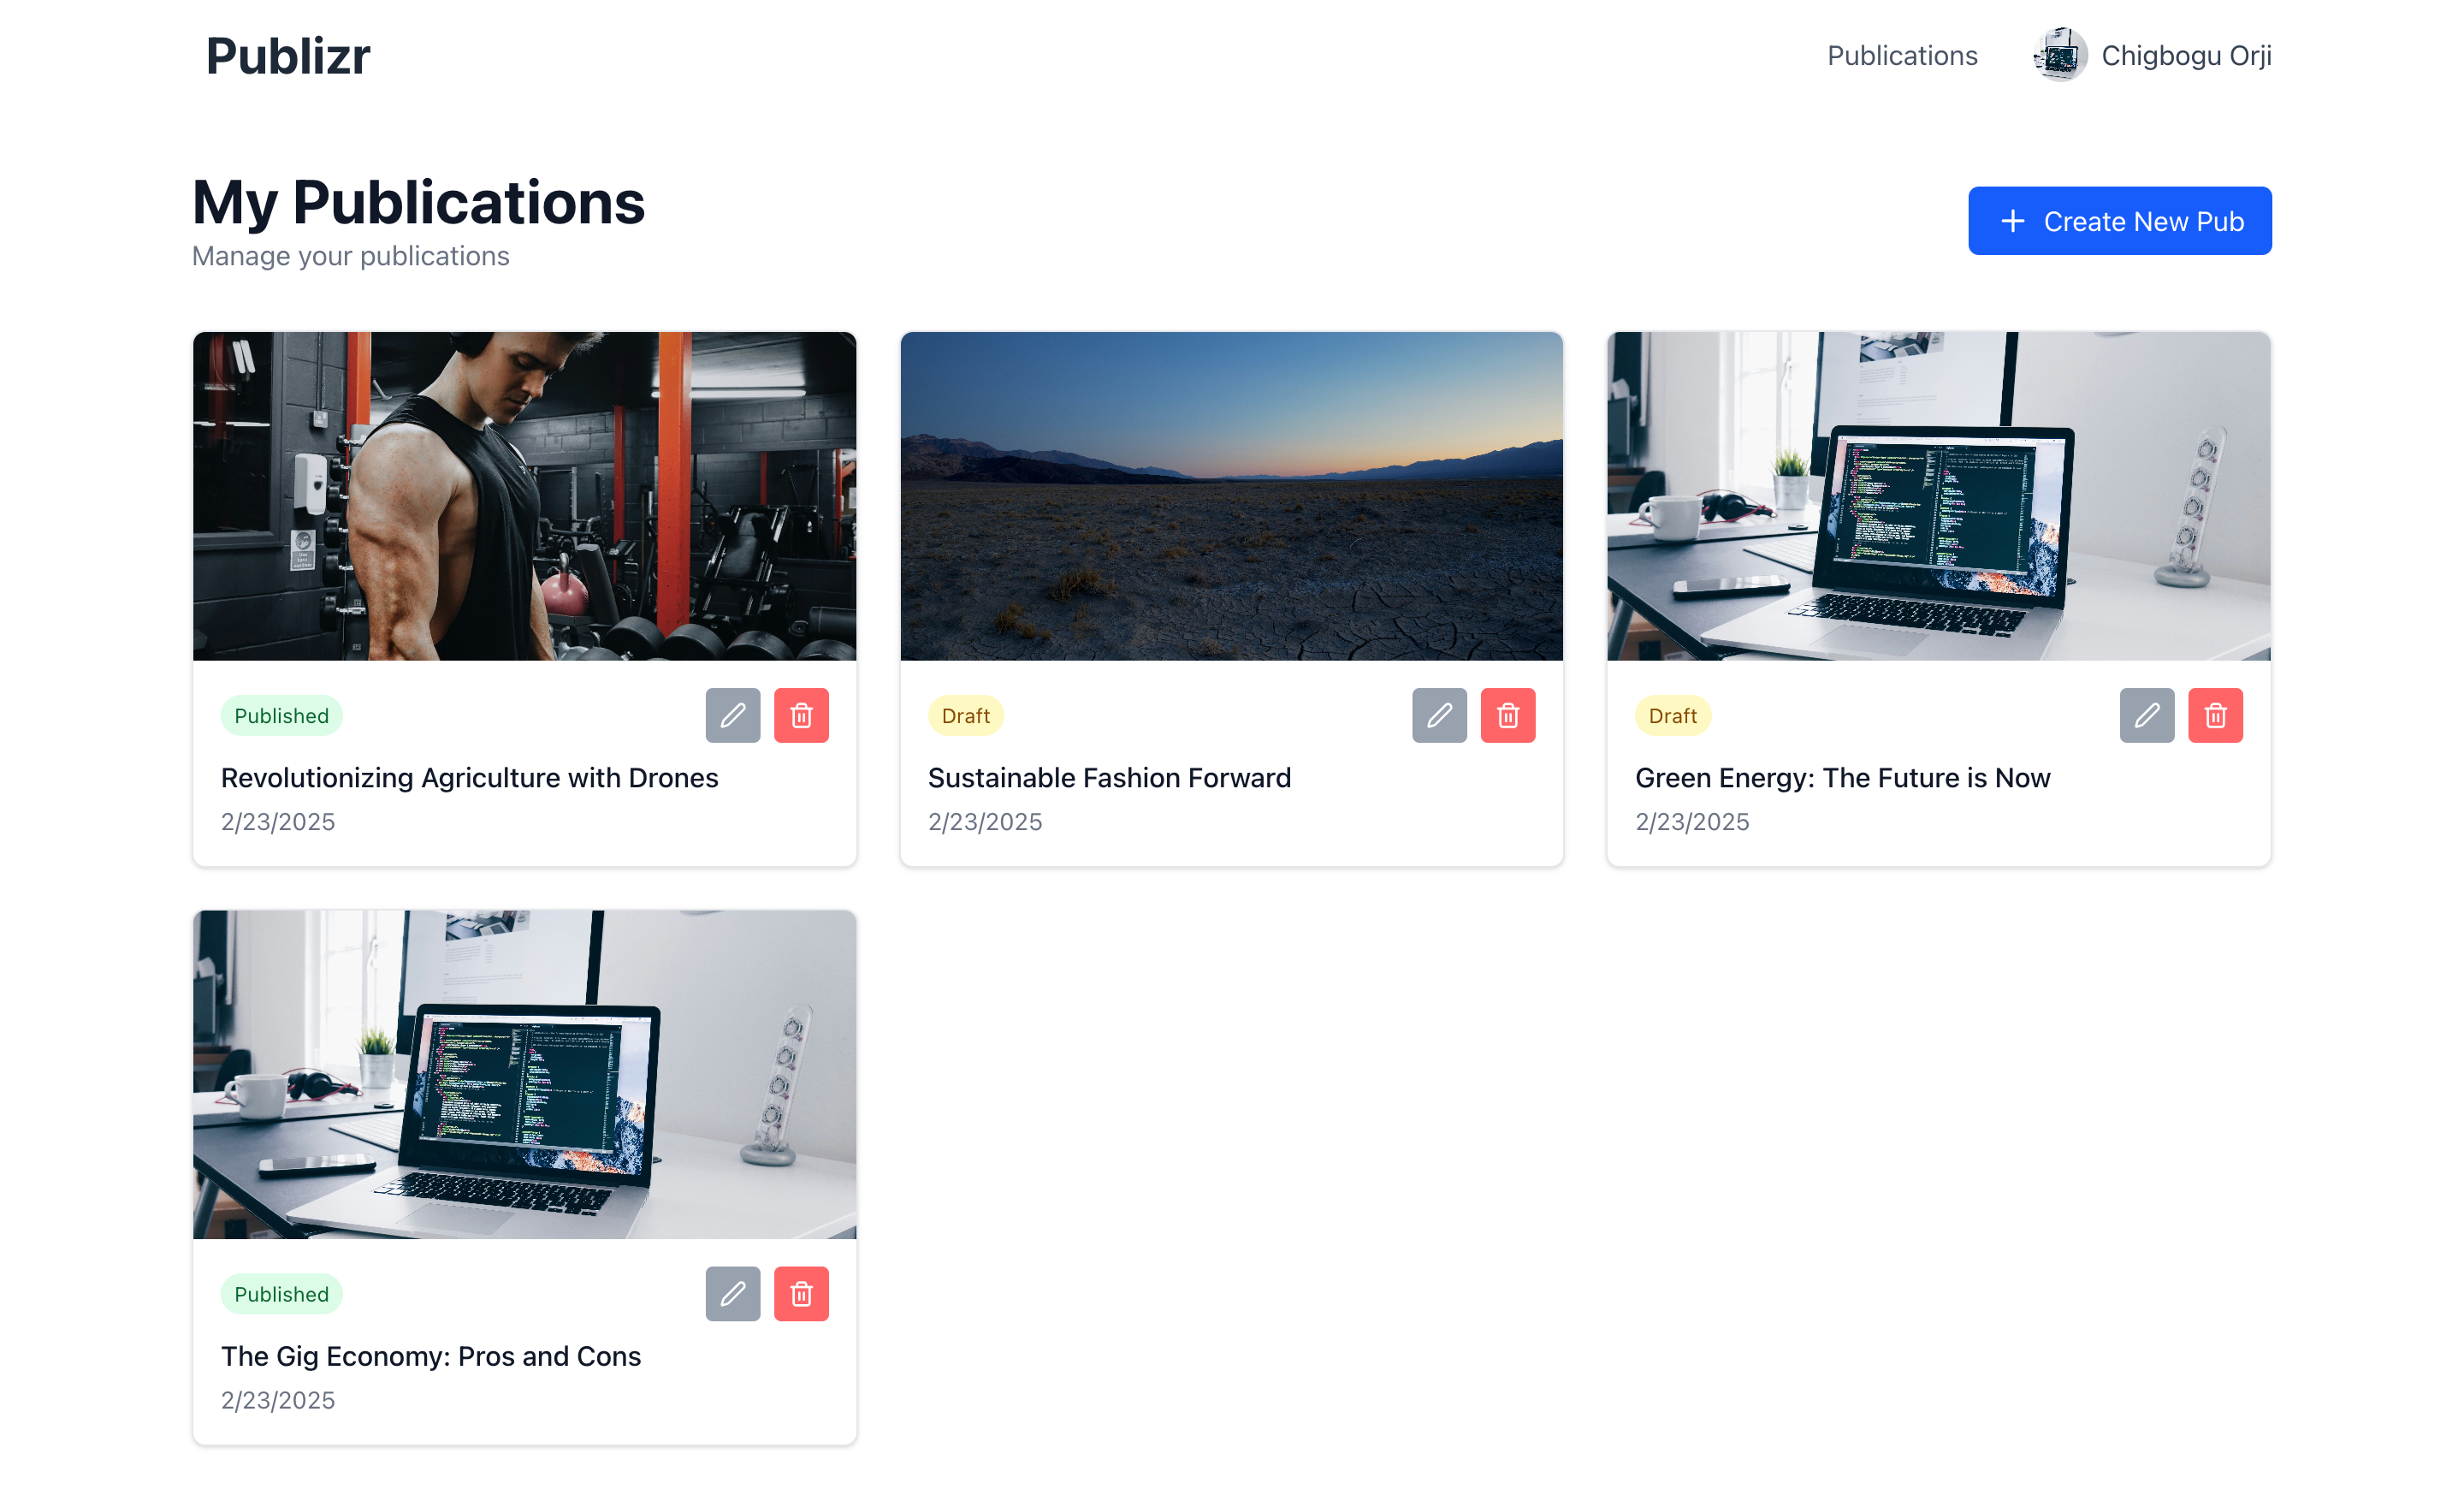 Publizr
Publications
Chigbogu Orji
My Publications
Manage your publications
Create New Pub
Published
Revolutionizing Agriculture with Drones
2/23/2025
Draft
Sustainable Fashion Forward
2/23/2025
Draft
Green Energy: The Future is Now
2/23/2025
Published
The Gig Economy: Pros and Cons
2/23/2025